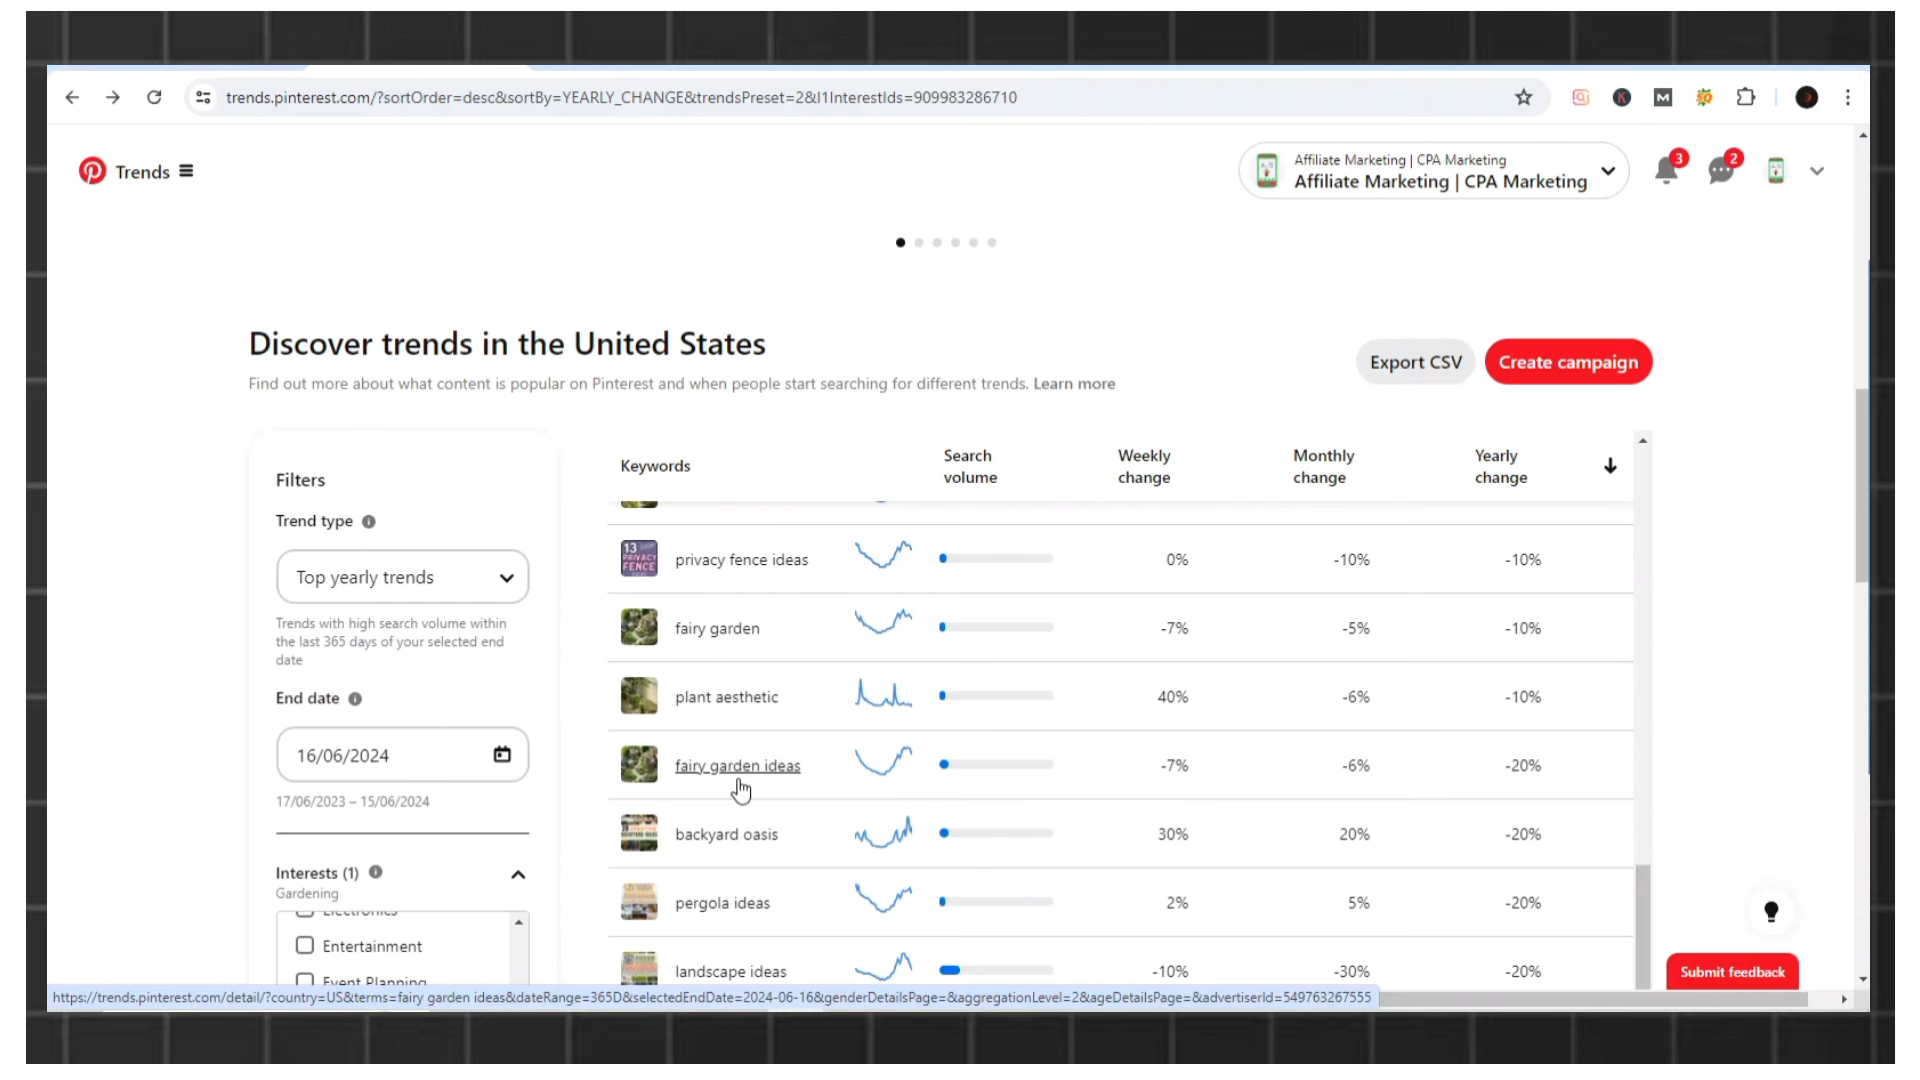 trends.pinterest.com/?sortOrder=desc&sortBy=YEARLY_CHANGE&trendsPreset=2&l1InterestIds=909983286710
Trends
Affiliate Marketing | CPA Marketing
Affiliate Marketing | CPA Marketing
3
2
Discover trends in the United States
Find out more about what content is popular on Pinterest and when people start searching for different trends. Learn more
Export CSV
Create campaign
Filters
Trend type
Top yearly trends
Trends with high search volume within
the last 365 days of your selected end
date
End date
16/06/2024
17/06/2023 – 15/06/2024
Interests (1)
Gardening
Electronics
Entertainment
Event Planning
Keywords
Search volume
Weekly change
Monthly change
Yearly change
13 PRIVACY FENCE
privacy fence ideas 0% -10% -10%
fairy garden -7% -5% -10%
plant aesthetic 40% -6% -10%
fairy garden ideas -7% -6% -20%
backyard oasis 30% 20% -20%
pergola ideas 2% 5% -20%
landscape ideas -10% -30% -20%
Submit feedback
https://trends.pinterest.com/detail/?country=US&terms=fairy garden ideas&dateRange=365D&selectedEndDate=2024-06-16&genderDetailsPage=&aggregationLevel=2&ageDetailsPage=&advertiserId=549763267555